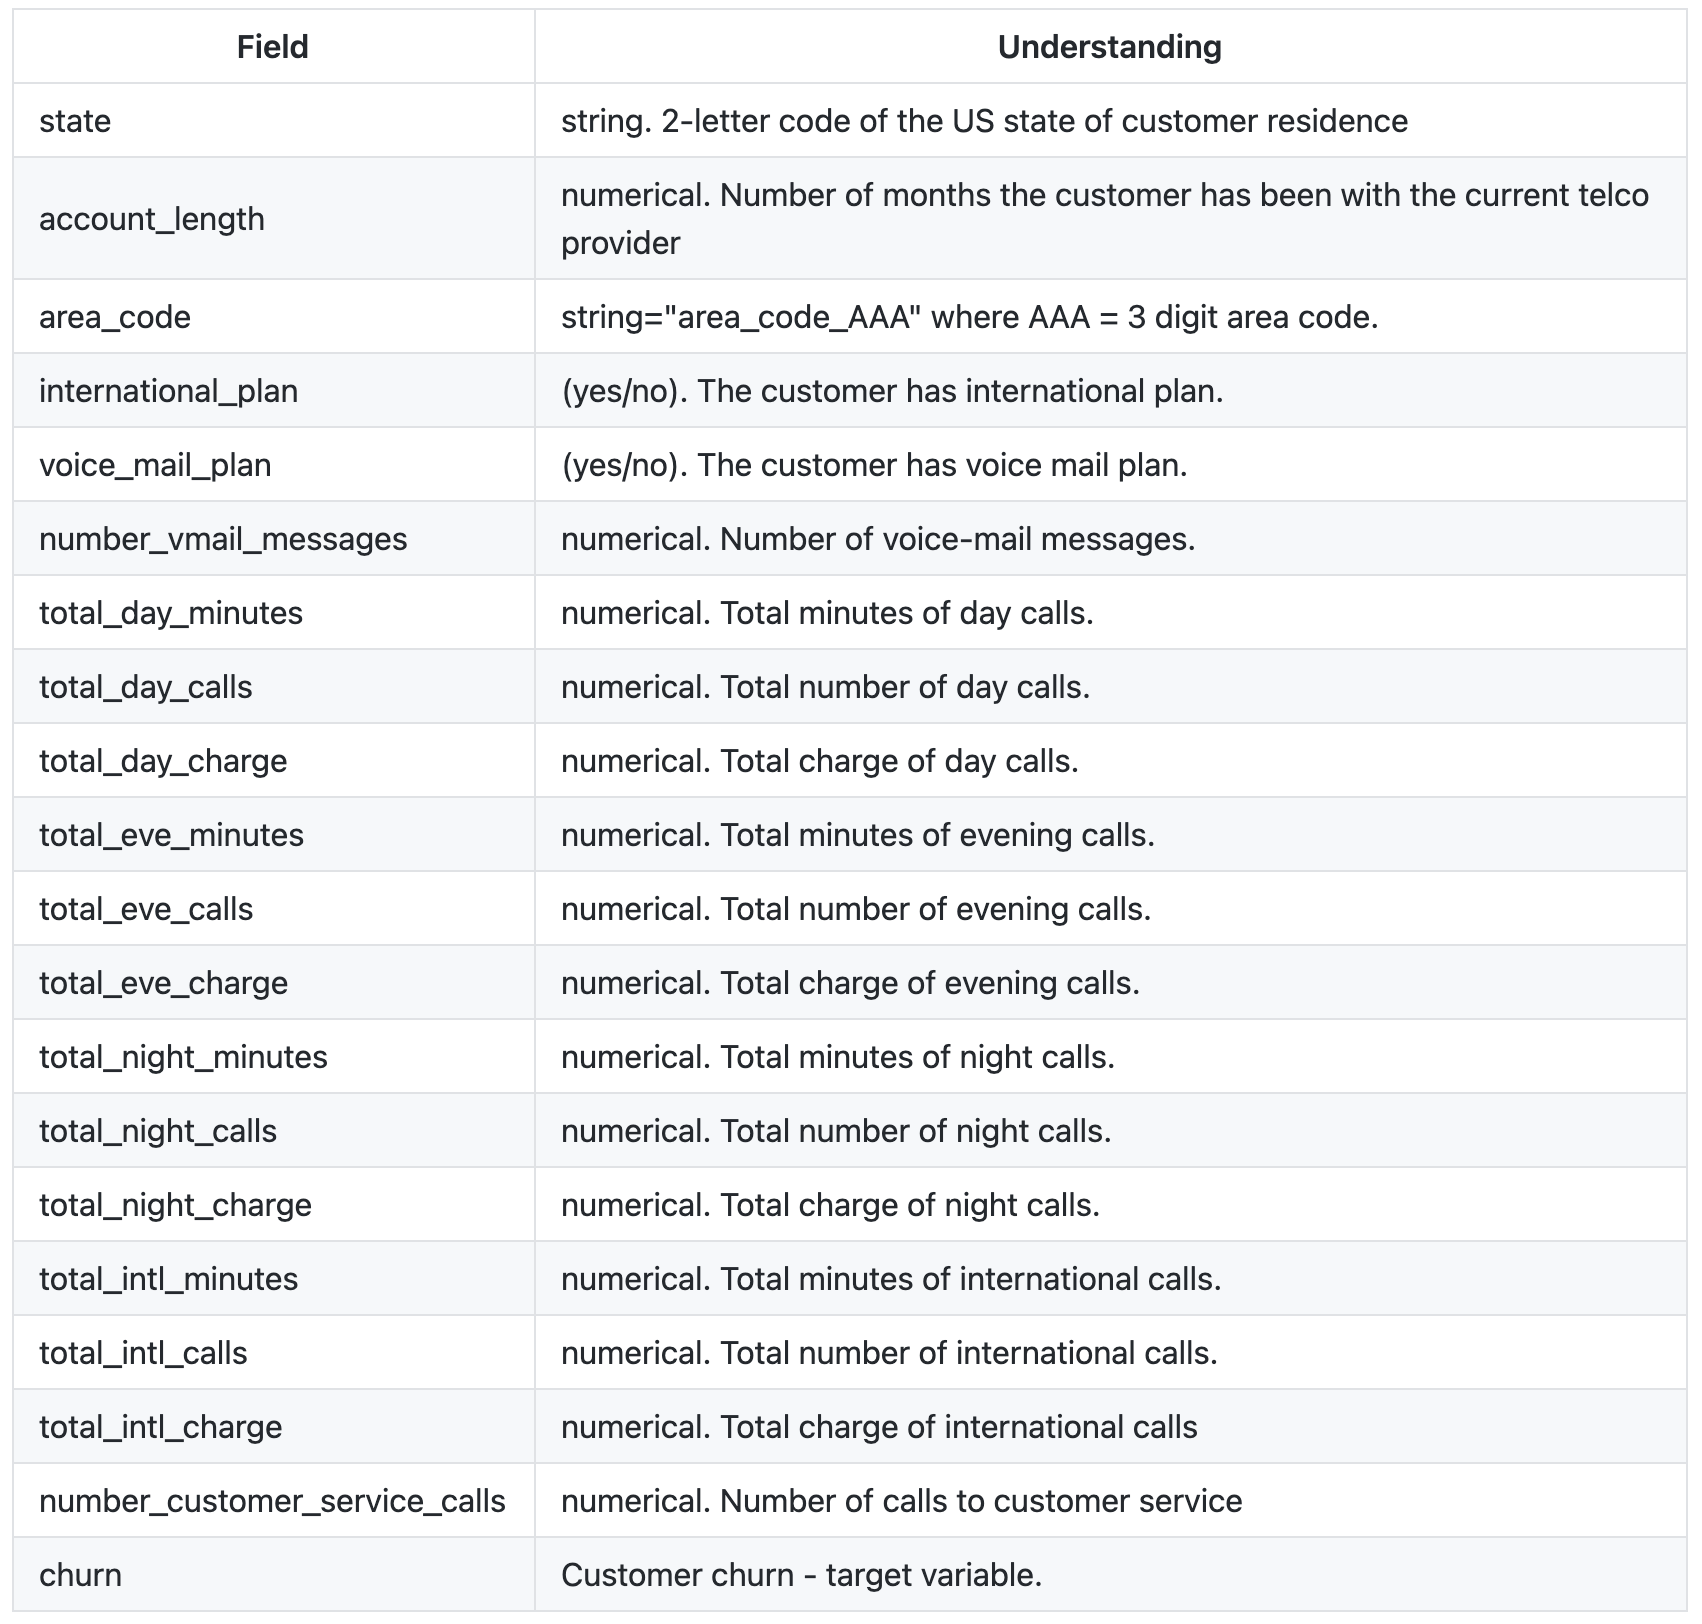 Field Understanding
state string. 2-letter code of the US state of customer residence
account_length numerical. Number of months the customer has been with the current telco
provider
area_code string="area_code_AAA" where AAA = 3 digit area code.
international_plan (yes/no). The customer has international plan.
voice_mail_plan (yes/no). The customer has voice mail plan.
number_vmail_messages numerical. Number of voice-mail messages.
total_day_minutes numerical. Total minutes of day calls.
total_day_calls numerical. Total number of day calls.
total_day_charge numerical. Total charge of day calls.
total_eve_minutes numerical. Total minutes of evening calls.
total_eve_calls numerical. Total number of evening calls.
total_eve_charge numerical. Total charge of evening calls.
total_night_minutes numerical. Total minutes of night calls.
total_night_calls numerical. Total number of night calls.
total_night_charge numerical. Total charge of night calls.
total_intl_minutes numerical. Total minutes of international calls.
total_intl_calls numerical. Total number of international calls.
total_intl_charge numerical. Total charge of international calls
number_customer_service_calls numerical. Number of calls to customer service
churn Customer churn - target variable.